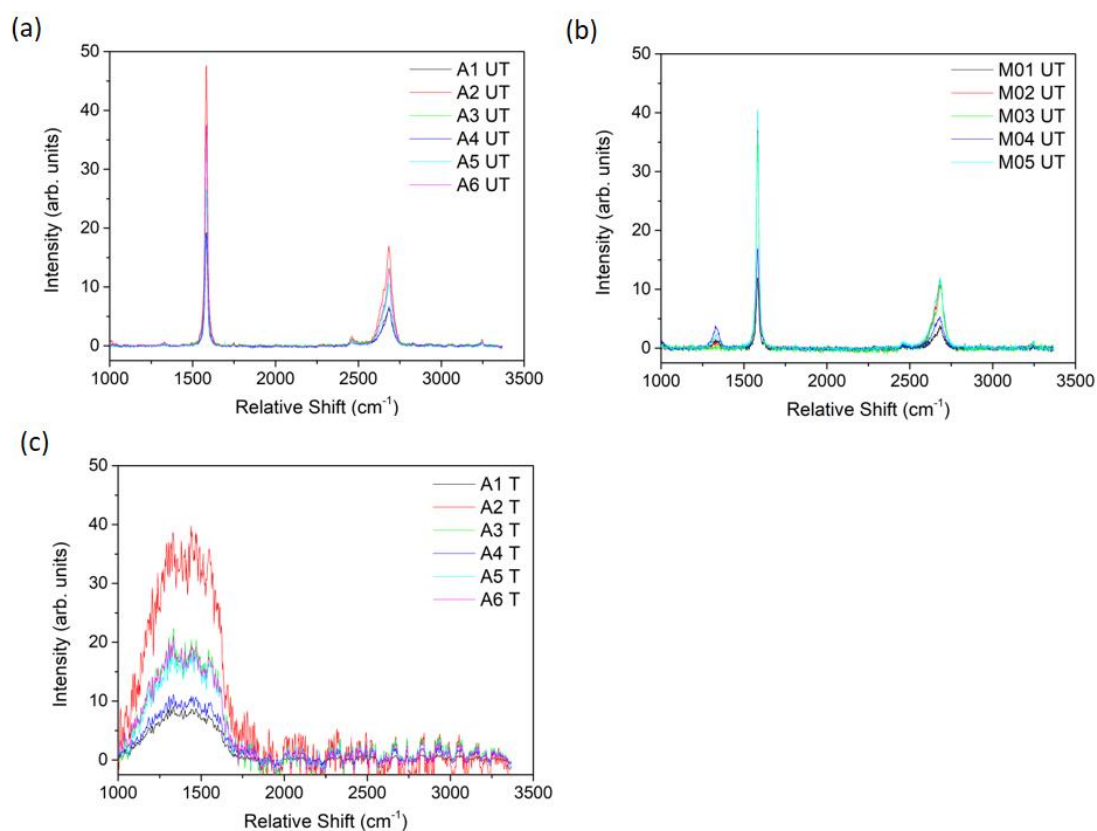 (a)
50
40
30
20
10
0
Intensity (arb. units)
A1 UT
A2 UT
A3 UT
A4 UT
A5 UT
A6 UT
1000 1500 2000 2500 3000 3500
Relative Shift (cm⁻¹)
(b)
50
40
30
20
10
0
Intensity (arb. units)
M01 UT
M02 UT
M03 UT
M04 UT
M05 UT
1000 1500 2000 2500 3000 3500
Relative Shift (cm⁻¹)
(c)
50
40
30
20
10
0
Intensity (arb. units)
A1 T
A2 T
A3 T
A4 T
A5 T
A6 T
1000 1500 2000 2500 3000 3500
Relative Shift (cm⁻¹)